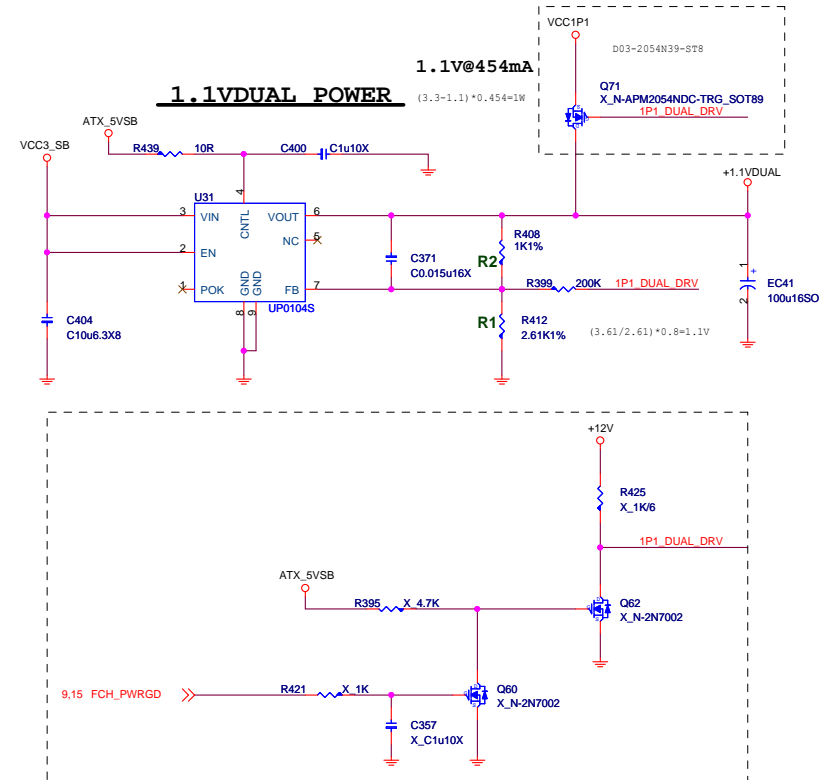 VCC1P1
D03-2054N39-ST8
1.1V@454mA
Q71
X_N-APM2054NDC-TRG_SOT89
1P1_DUAL_DRV
1.1VDUAL POWER
(3.3-1.1)*0.454=1W
ATX_5VSB
VCC3_SB
R439
10R
C400
C1u10X
+1.1VDUAL
U31
4
3
VIN
CNTL
VOUT
6
NC
5
2
EN
R408
1K1%
C371
C0.015u16X
R2
1
POK
GND
GND
FB
7
R399
200K
1P1_DUAL_DRV
1
+
2
EC41
100u16SO
8
9
UP0104S
R1
R412
2.61K1%
(3.61/2.61)*0.8=1.1V
C404
C10u6.3X8
+12V
R425
X_1K/6
1P1_DUAL_DRV
ATX_5VSB
R395
X_4.7K
Q62
X_N-2N7002
9,15 FCH_PWRGD
R421
X_1K
Q60
X_N-2N7002
C357
X_C1u10X